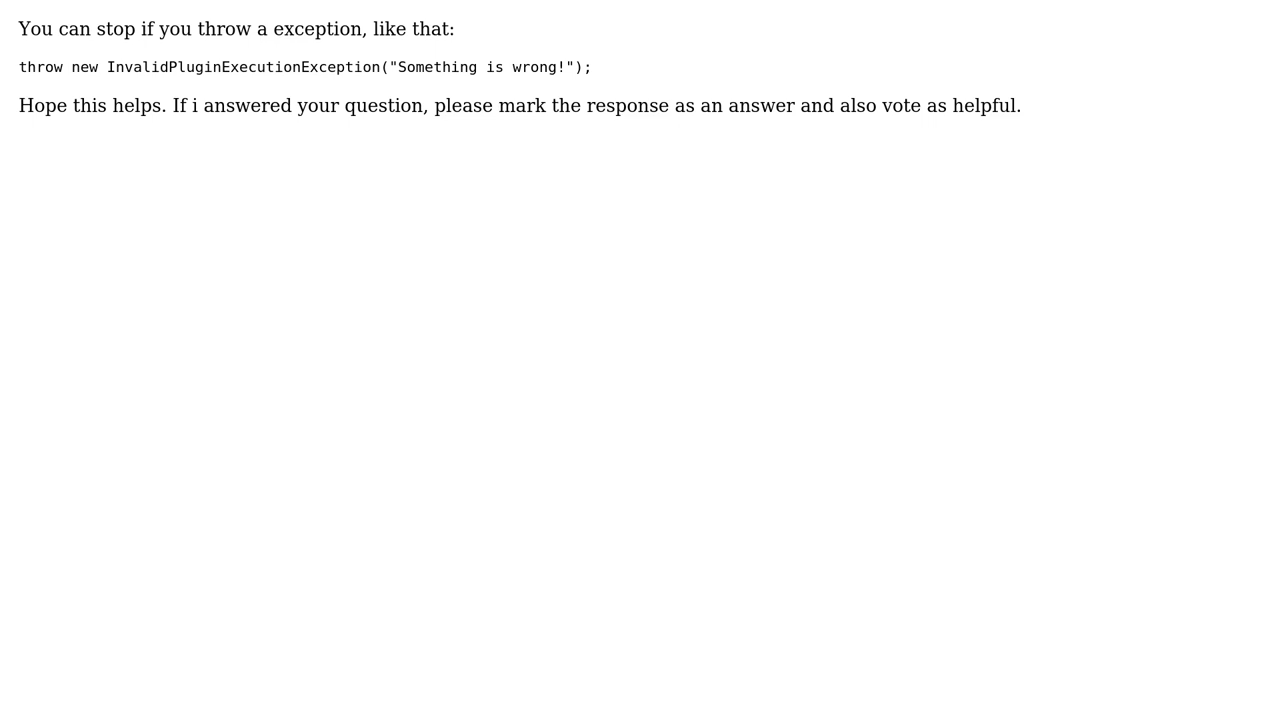 You can stop if you throw a exception, like that:
throw new InvalidPluginExecutionException("Something is wrong!");
Hope this helps. If i answered your question, please mark the response as an answer and also vote as helpful.